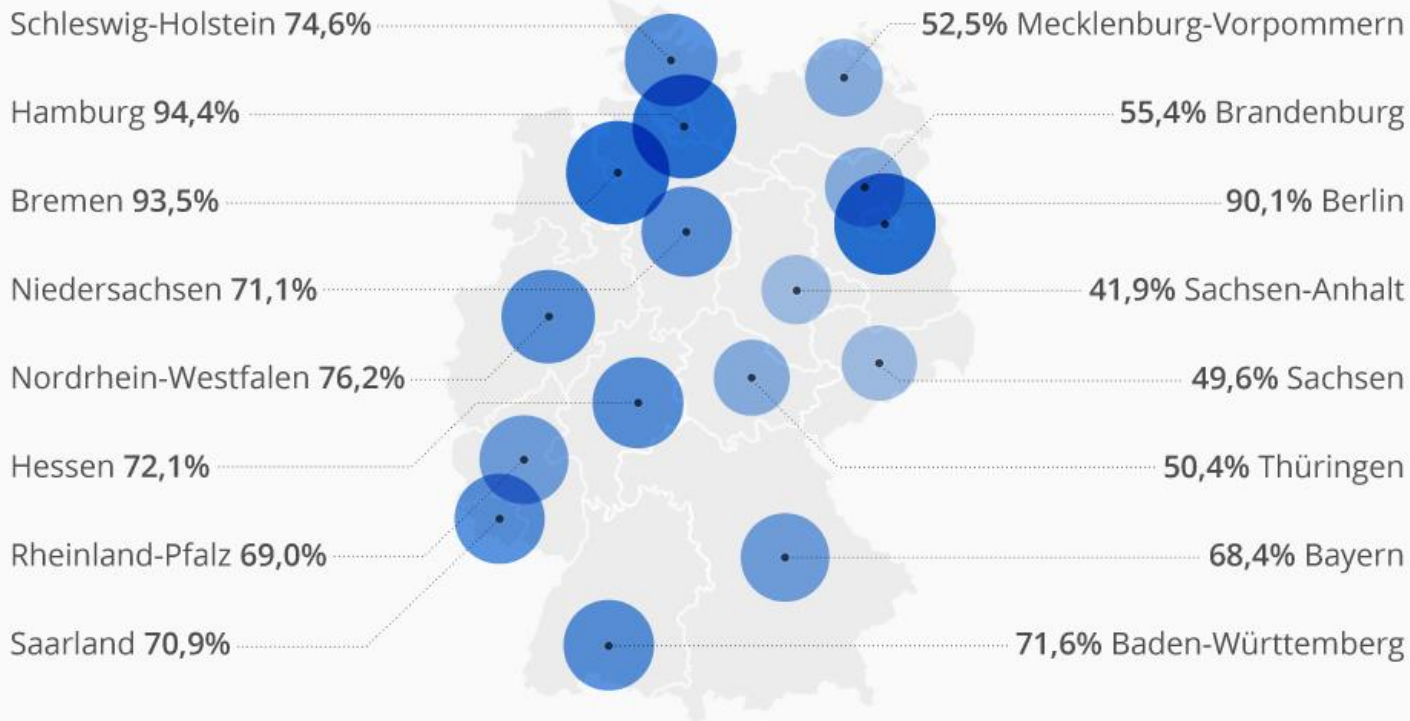 Schleswig-Holstein 74,6%
52,5% Mecklenburg-Vorpommern
Hamburg 94,4%
55,4% Brandenburg
Bremen 93,5%
90,1% Berlin
Niedersachsen 71,1%
41,9% Sachsen-Anhalt
Nordrhein-Westfalen 76,2%
49,6% Sachsen
Hessen 72,1%
50,4% Thüringen
Rheinland-Pfalz 69,0%
68,4% Bayern
Saarland 70,9%
71,6% Baden-Württemberg